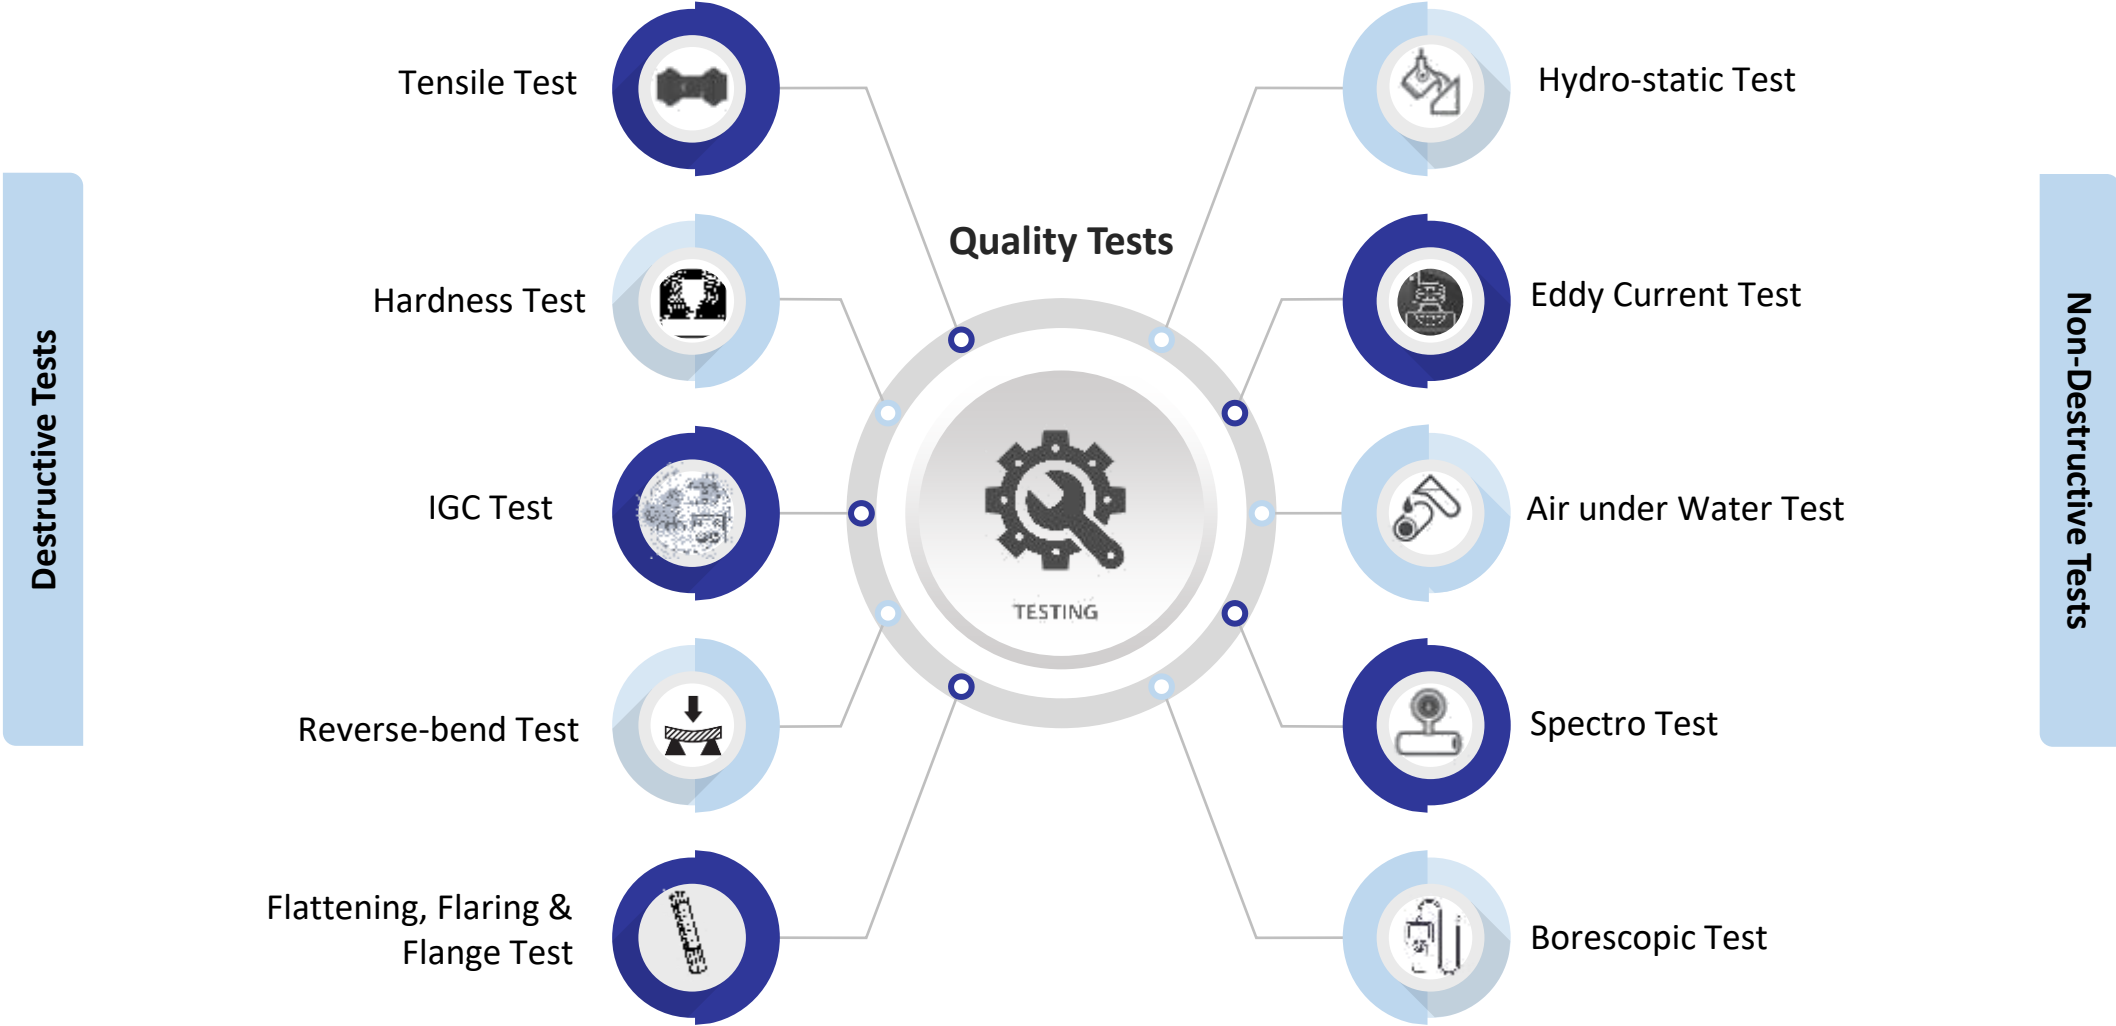 Quality Tests
Destructive Tests
Tensile Test
Hardness Test
IGC Test
Reverse-bend Test
Flattening, Flaring &
Flange Test
TESTING
Non-Destructive Tests
Hydro-static Test
Eddy Current Test
Air under Water Test
Spectro Test
Borescopic Test